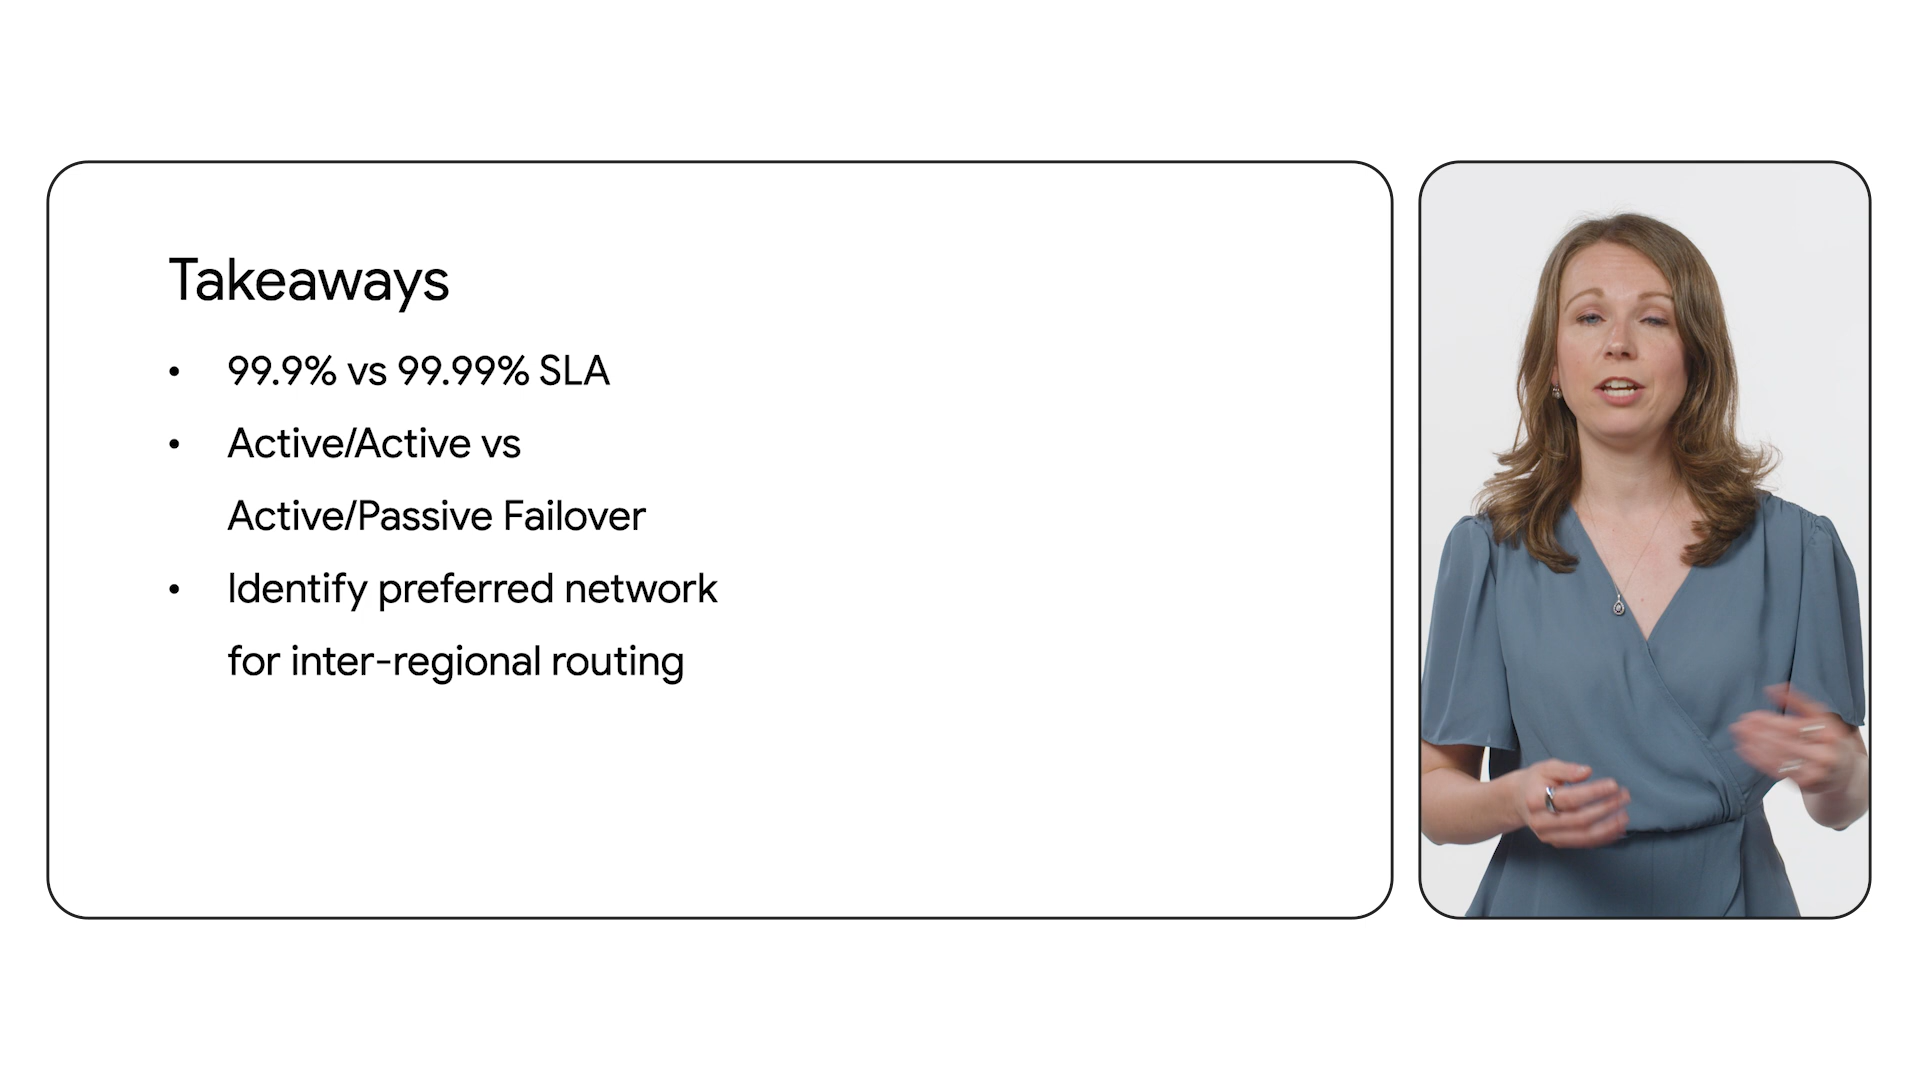 Takeaways
• 99.9% vs 99.99% SLA
• Active/Active vs
Active/Passive Failover
• Identify preferred network
for inter-regional routing